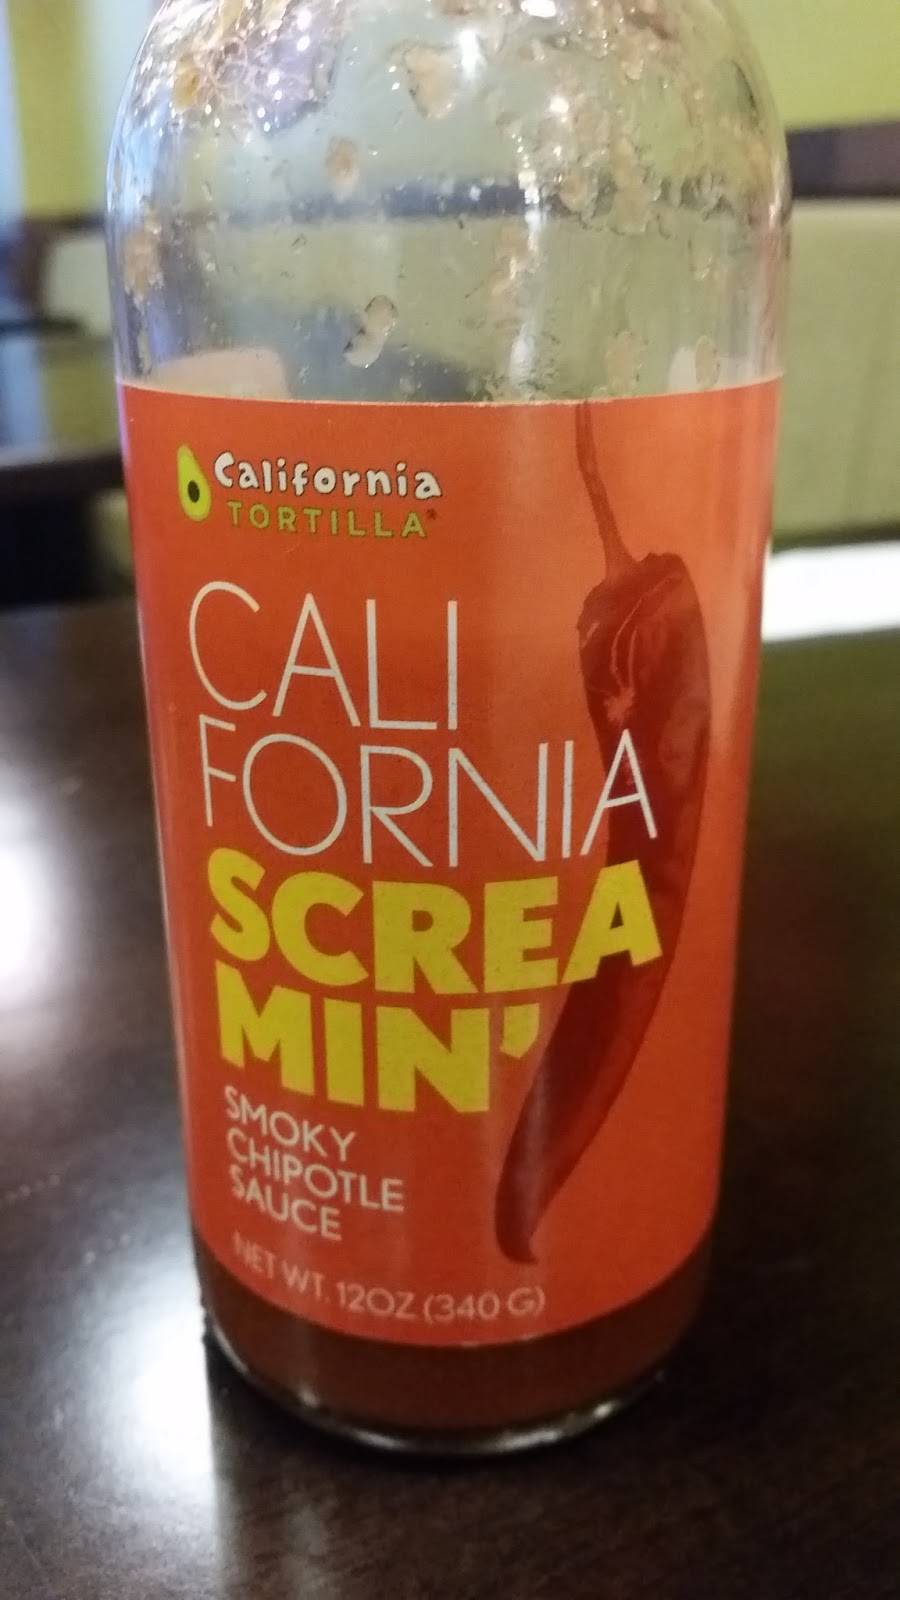 California
TORTILLA®
CALI
FORNIA
SCREA
MIN'
SMOKY
CHIPOTLE
SAUCE
NET WT. 12OZ (340 G)